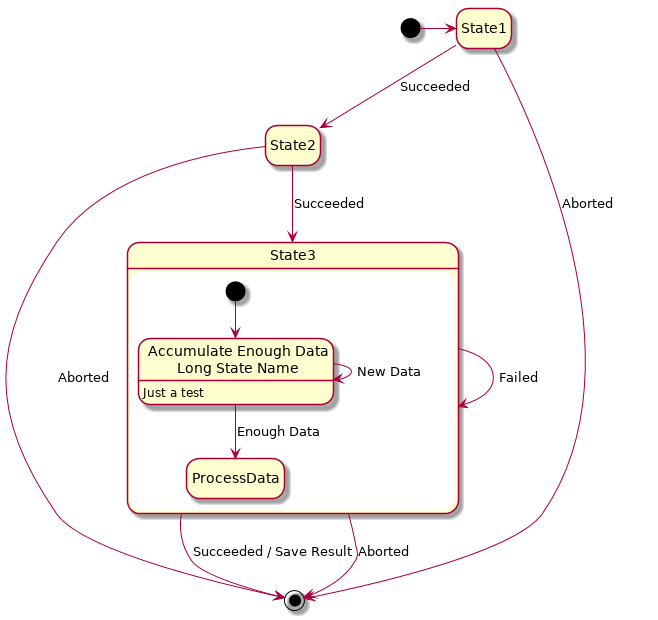 State1
Succeeded
State2
Succeeded
Aborted
State3
Accumulate Enough Data
Long State Name
Just a test
New Data
Aborted
Failed
Enough Data
ProcessData
Succeeded / Save Result
Aborted